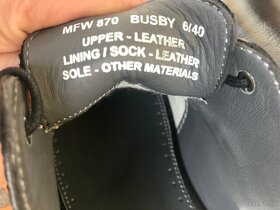 MFW 870 BUSBY 6/40
UPPER - LEATHER
LINING / SOCK - LEATHER
SOLE - OTHER MATERIALS